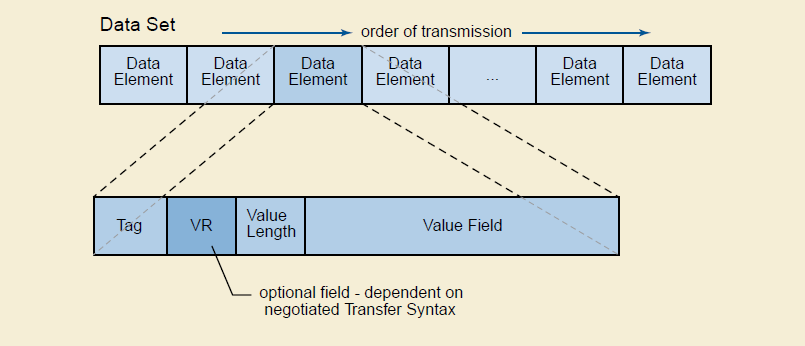 Data Set
order of transmission
Data Element
Data Element
Data Element
Data Element
...
Data Element
Data Element
Tag
VR
Value Length
Value Field
optional field - dependent on
negotiated Transfer Syntax